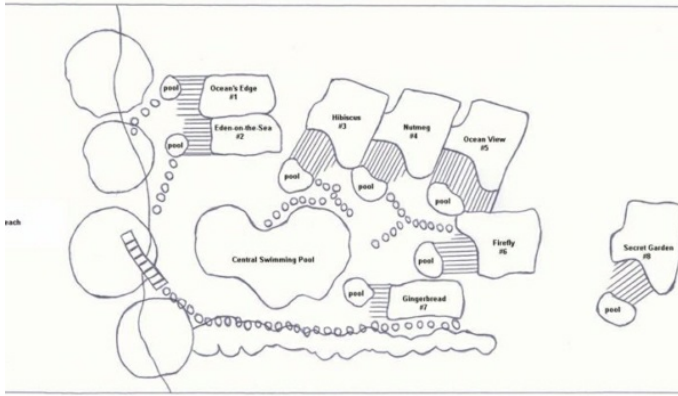 pool
Ocean's Edge
#1
pool
Eden-on-the-Sea
#2
Hibiscus
#3
pool
Nutmeg
#4
pool
Ocean View
#5
pool
each
Central Swimming Pool
Firefly
#6
pool
Gingerbread
#7
pool
Secret Garden
#8
pool